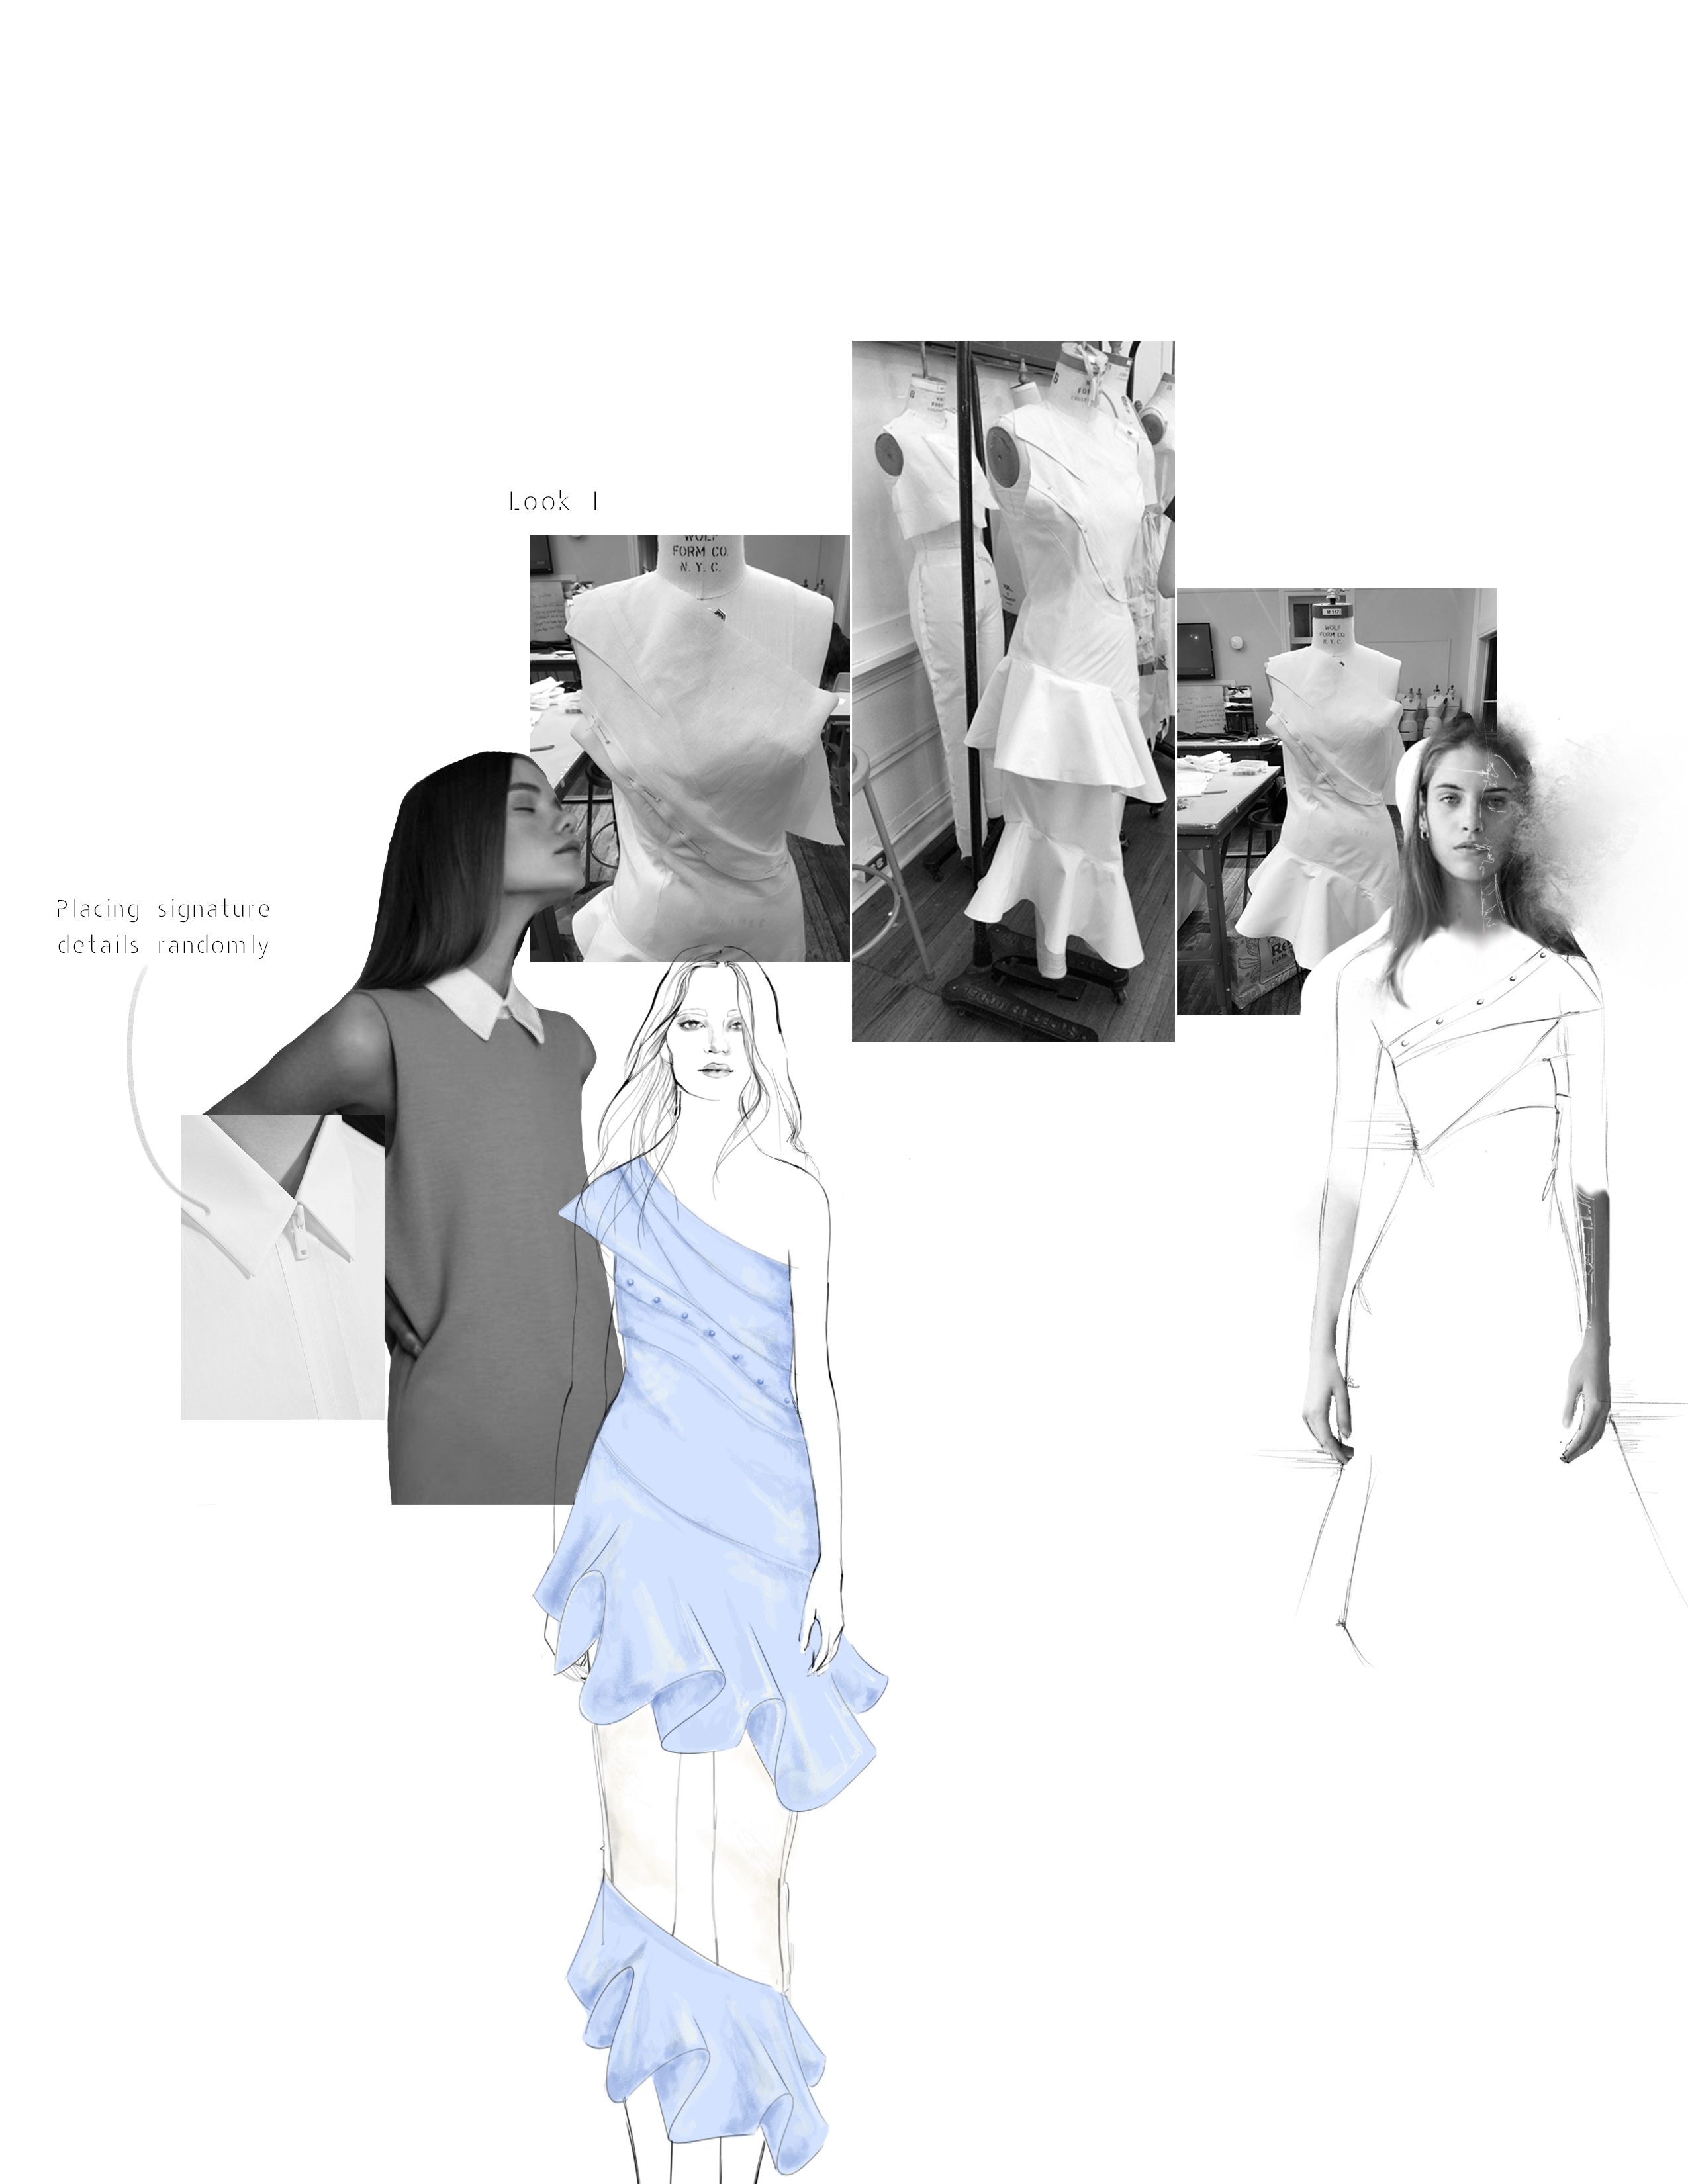 Look 1
WOLF
FORM CO.
N. Y. C.
WOLF
FORM CO
N. Y. C.
Placing signature
details randomly